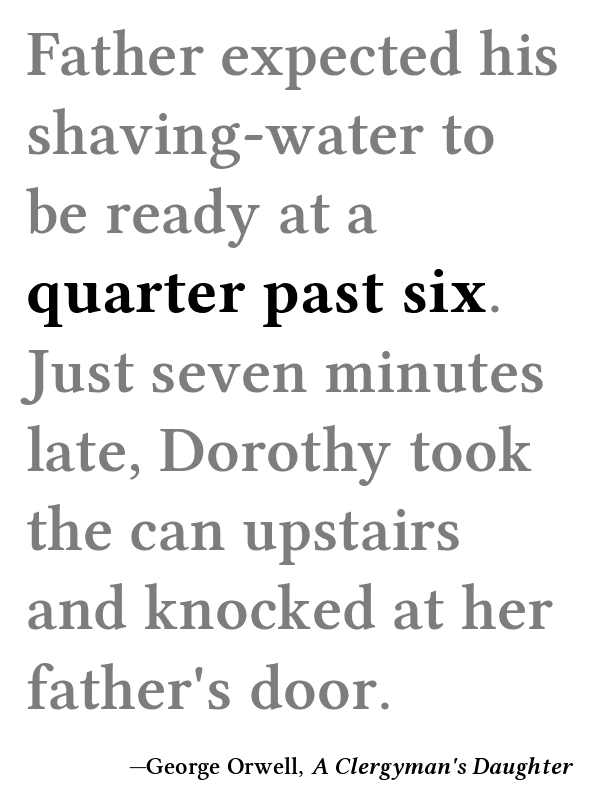 Father expected his
shaving-water to
be ready at a
quarter past six.
Just seven minutes
late, Dorothy took
the can upstairs
and knocked at her
father's door.
—George Orwell, A Clergyman's Daughter